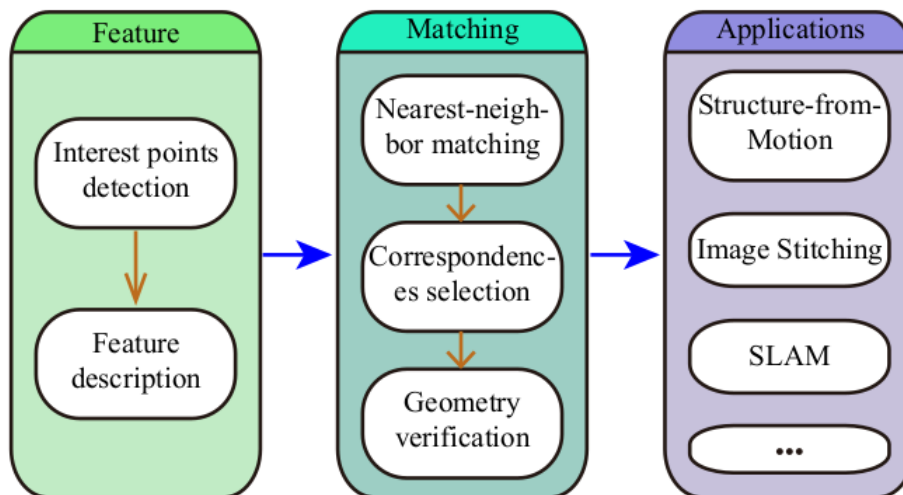 Feature
Interest points
detection
Feature
description
Matching
Nearest-neigh-
bor matching
Correspondenc-
es selection
Geometry
verification
Applications
Structure-from-
Motion
Image Stitching
SLAM
...